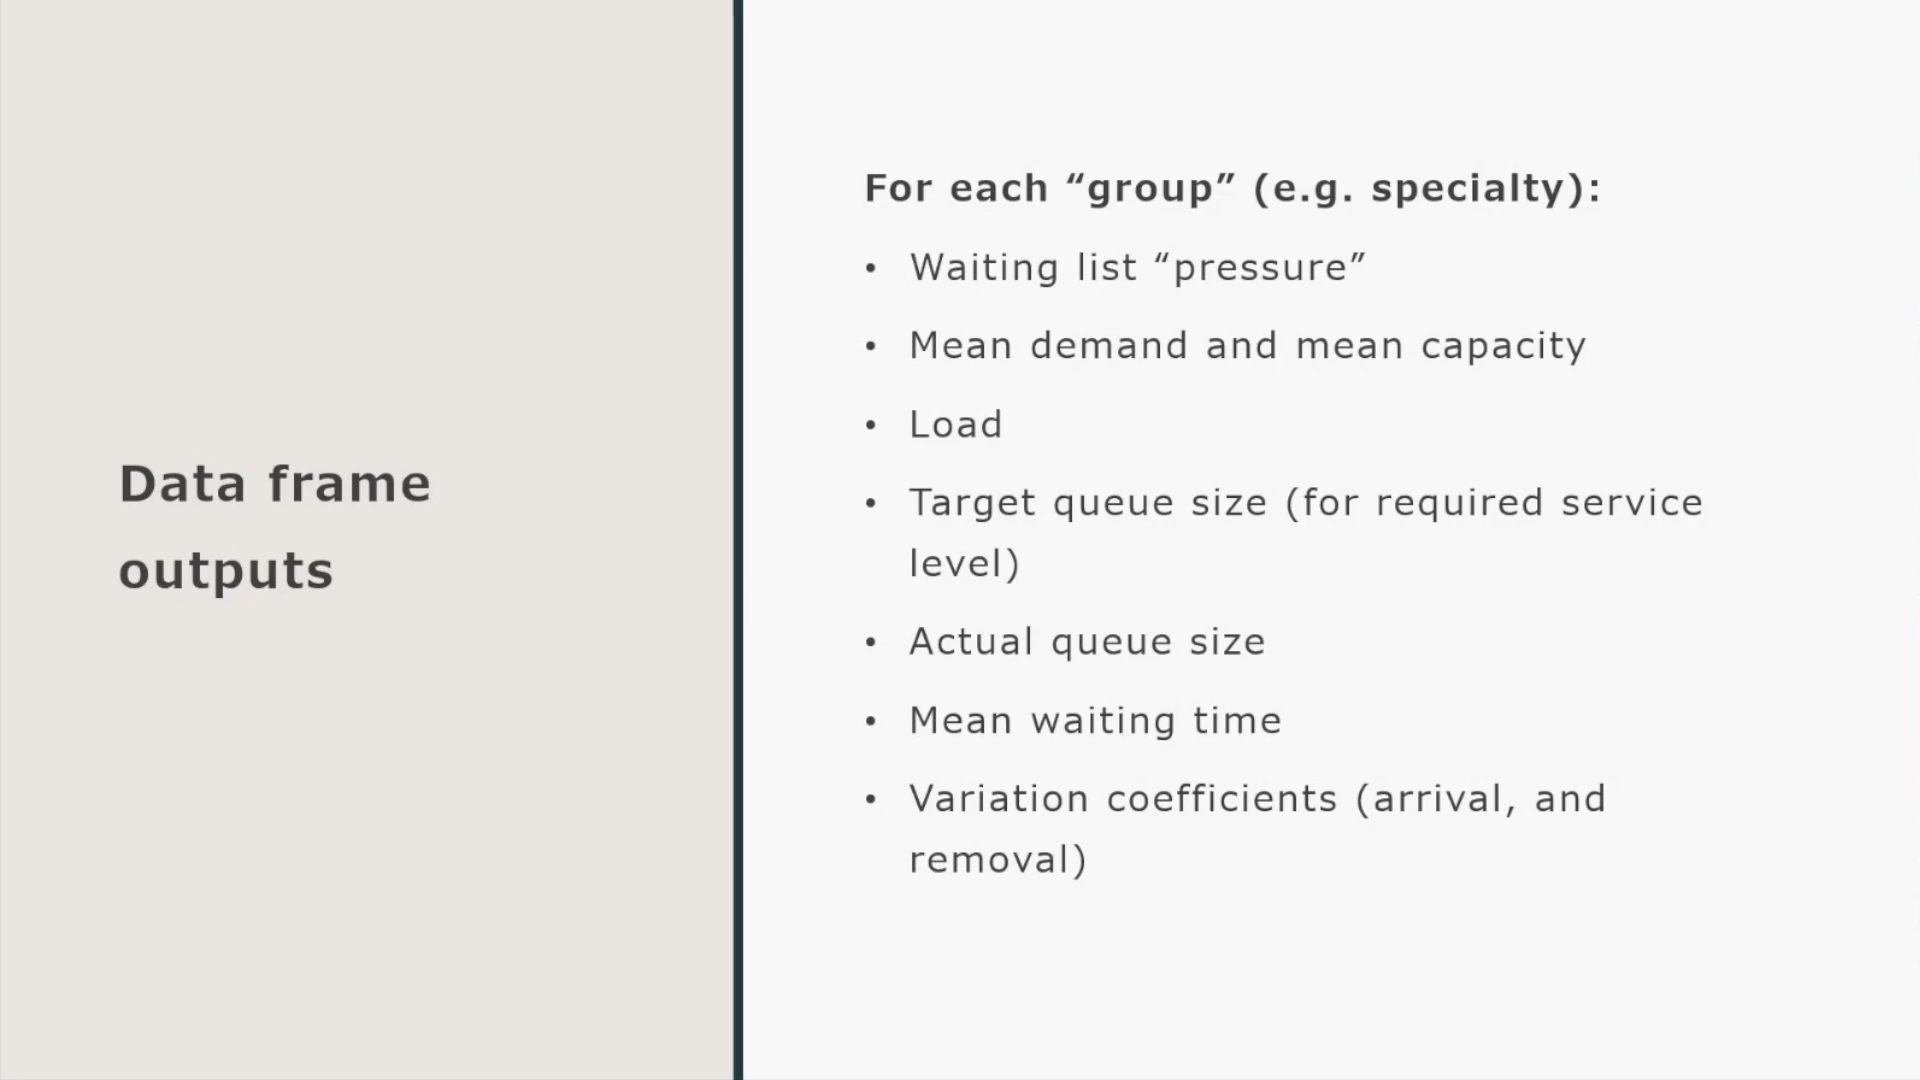 Data frame
outputs
For each “group” (e.g. specialty):
• Waiting list “pressure”
• Mean demand and mean capacity
• Load
• Target queue size (for required service
level)
• Actual queue size
• Mean waiting time
• Variation coefficients (arrival, and
removal)